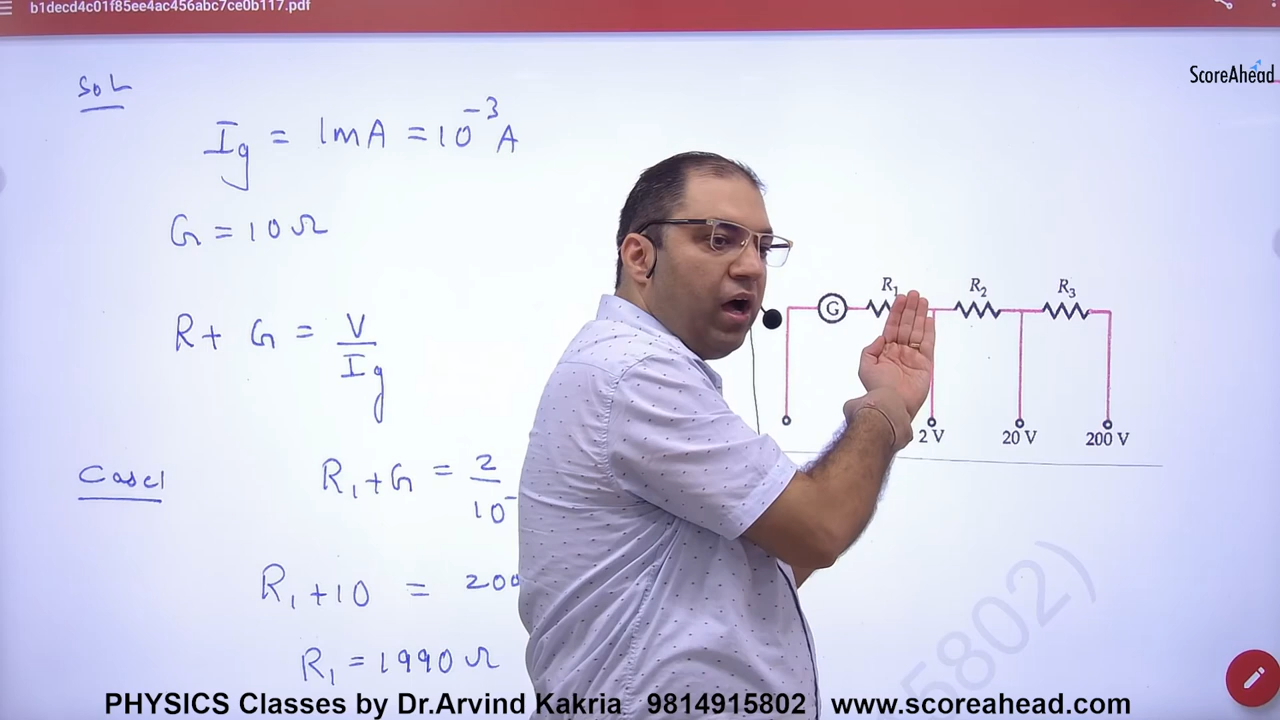 b1decd4c01f85ee4ac456abc7ce0b117.pdf
ScoreAhead
Sol
Ig = 1mA = 10⁻³ A
G = 10 Ω
R + G = V/Ig
R₁ R₂ R₃
G
2 V 20 V 200 V
Case1
R₁ + G = 2/10⁻
R₁ + 10 = 200
R₁ = 1990 Ω
5802)
PHYSICS Classes by Dr.Arvind Kakria 9814915802 www.scoreahead.com